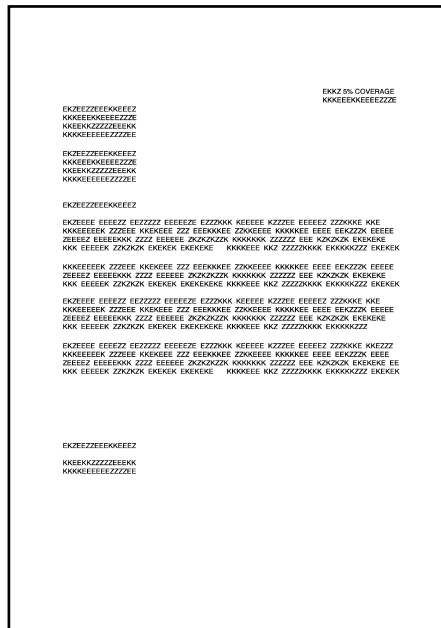 EKKZ 5% COVERAGE
KKKEEEKKEEEEZZZE
EKZEEZZEEEKKEEEZ
KKKEEEKKEEEEZZZE
KKEEKKZZZZZEEEKK
KKKKEEEEEEZZZZEE
EKZEEZZEEEKKEEEZ
KKKEEEKKEEEEZZZE
KKEEKKZZZZZEEEKK
KKKKEEEEEEZZZZEE
EKZEEZZEEEKKEEEZ
EKZEEEE EEEEZZ EEZZZZZ EEEEEZE EZZZKKK KEEEEE KZZZEE EEEEEZ ZZZKKKE KKE
KKKEEEEEK ZZZEEE KKEKEEE ZZZ EEEKKKEE ZZKKEEEE KKKKKEE EEEE EEKZZZK EEEEE
ZEEEEZ EEEEEKKK ZZZZ EEEEEE ZKZKZKZZK KKKKKKK ZZZZZZ EEE KZKZKZK EKEKEKE
KKK EEEEEK ZZKZKZK EKEKEK EKEKEKE KKKKEEE KKZ ZZZZZKKKK EKKKKKZZZ EKEKEK
KKKEEEEEK ZZZEEE KKEKEEE ZZZ EEEKKKEE ZZKKEEEE KKKKKEE EEEE EEKZZZK EEEEE
ZEEEEZ EEEEEKKK ZZZZ EEEEEE ZKZKZKZZK KKKKKKK ZZZZZZ EEE KZKZKZK EKEKEKE
KKK EEEEEK ZZKZKZK EKEKEK EKEKEKEKE KKKKEEE KKZ ZZZZZKKKK EKKKKKZZZ EKEKEK
EKZEEEE EEEEZZ EEZZZZZ EEEEEZE EZZZKKK KEEEEE KZZZEE EEEEEZ ZZZKKKE KKE
KKKEEEEEK ZZZEEE KKEKEEE ZZZ EEEKKKEE ZZKKEEEE KKKKKEE EEEE EEKZZZK EEEEE
ZEEEEZ EEEEEKKK ZZZZ EEEEEE ZKZKZKZZK KKKKKKK ZZZZZZ EEE KZKZKZK EKEKEKE
KKK EEEEEK ZZKZKZK EKEKEK EKEKEKEKE KKKKEEE KKZ ZZZZZKKKK EKKKKKZZZ
EKZEEEE EEEEZZ EEZZZZZ EEEEEZE EZZZKKK KEEEEE KZZZEE EEEEEZ ZZZKKKE KKEZZZ
KKKEEEEEK ZZZEEE KKEKEEE ZZZ EEEKKKEE ZZKKEEEE KKKKKEE EEEE EEKZZZK EEEE
ZEEEEZ EEEEEKKK ZZZZ EEEEEE ZKZKZKZZK KKKKKKK ZZZZZZ EEE KZKZKZK EKEKEKE EE
KKK EEEEEK ZZKZKZK EKEKEK EKEKEKE KKKKEEE KKZ ZZZZZKKKK EKKKKKZZZ EKEKEK
EKZEEZZEEEKKEEEZ
KKEEKKZZZZZEEEKK
KKKKEEEEEEZZZZEE